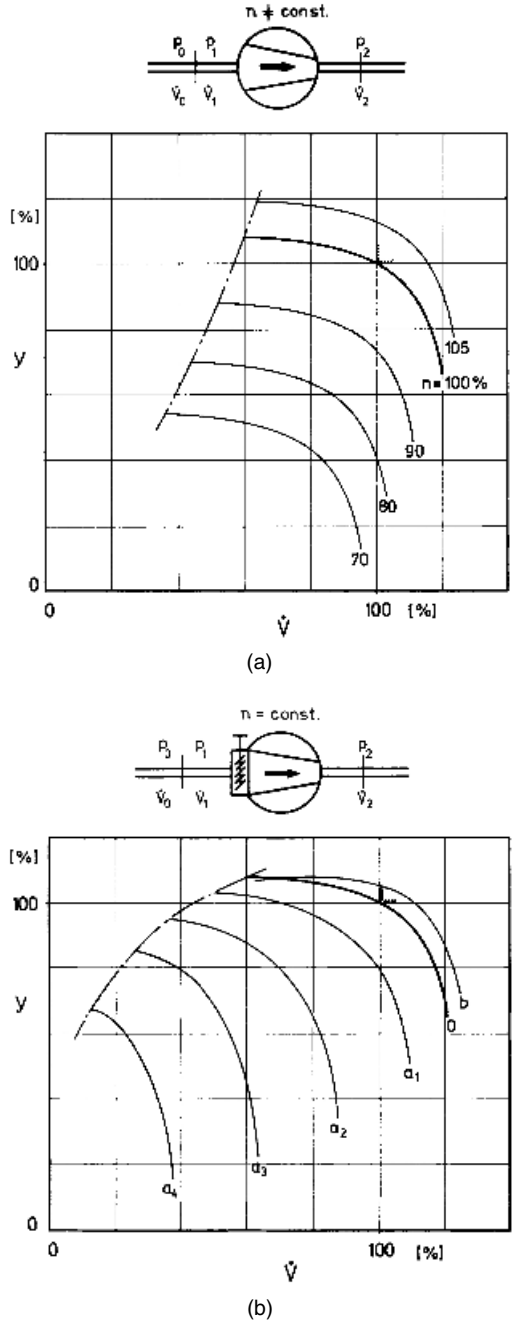 n ≠ const.
P₀ P₁ P₂
V̇₀ V̇₁ V̇₂
[%]
100
y
105
n = 100%
90
80
70
0
0 100 [%]
V̇
(a)
n = const.
P₀ P₁ P₂
V̇₀ V̇₁ V̇₂
[%]
100
y
b
0
a₁
a₂
a₃
a₄
0
0 100 [%]
V̇
(b)